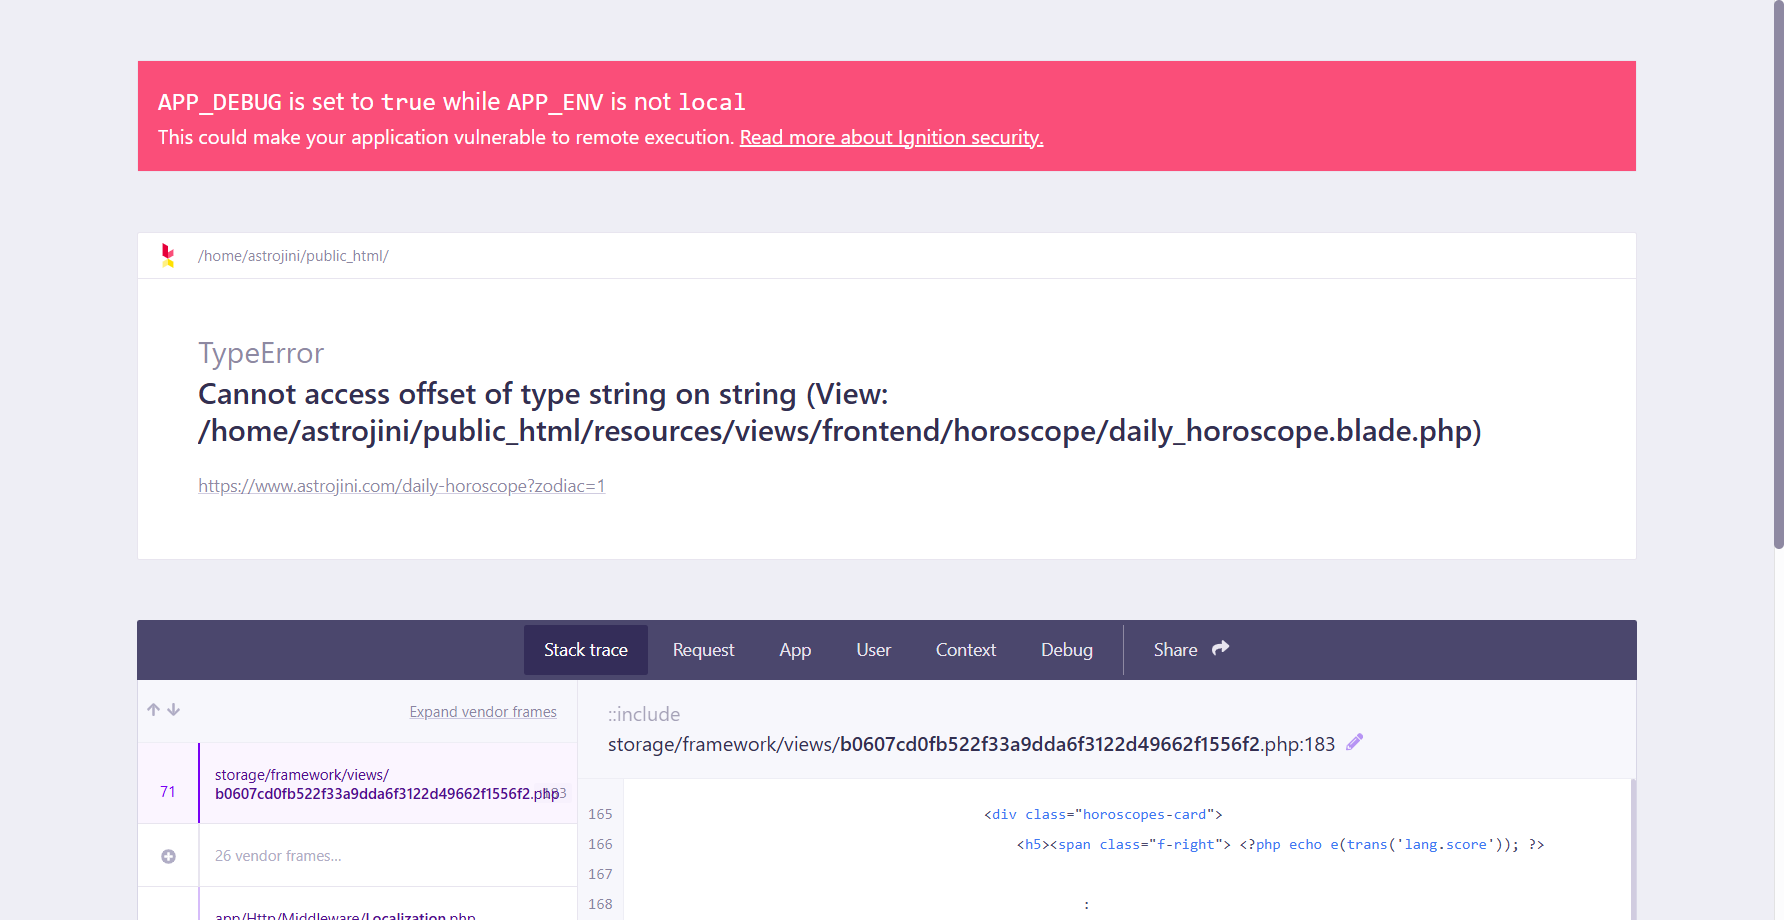 APP_DEBUG is set to true while APP_ENV is not local
This could make your application vulnerable to remote execution. Read more about Ignition security.
/home/astrojini/public_html/
TypeError
Cannot access offset of type string on string (View:
/home/astrojini/public_html/resources/views/frontend/horoscope/daily_horoscope.blade.php)
https://www.astrojini.com/daily-horoscope?zodiac=1
Stack trace Request App User Context Debug Share
Expand vendor frames
::include
storage/framework/views/b0607cd0fb522f33a9dda6f3122d49662f1556f2.php:183
71
storage/framework/views/
b0607cd0fb522f33a9dda6f3122d49662f1556f2.php :183
26 vendor frames...
app/Http/Middleware/Localization.php
165 <div class="horoscopes-card">
166 <h5><span class="f-right"> <?php echo e(trans('lang.score')); ?>
167
168 :